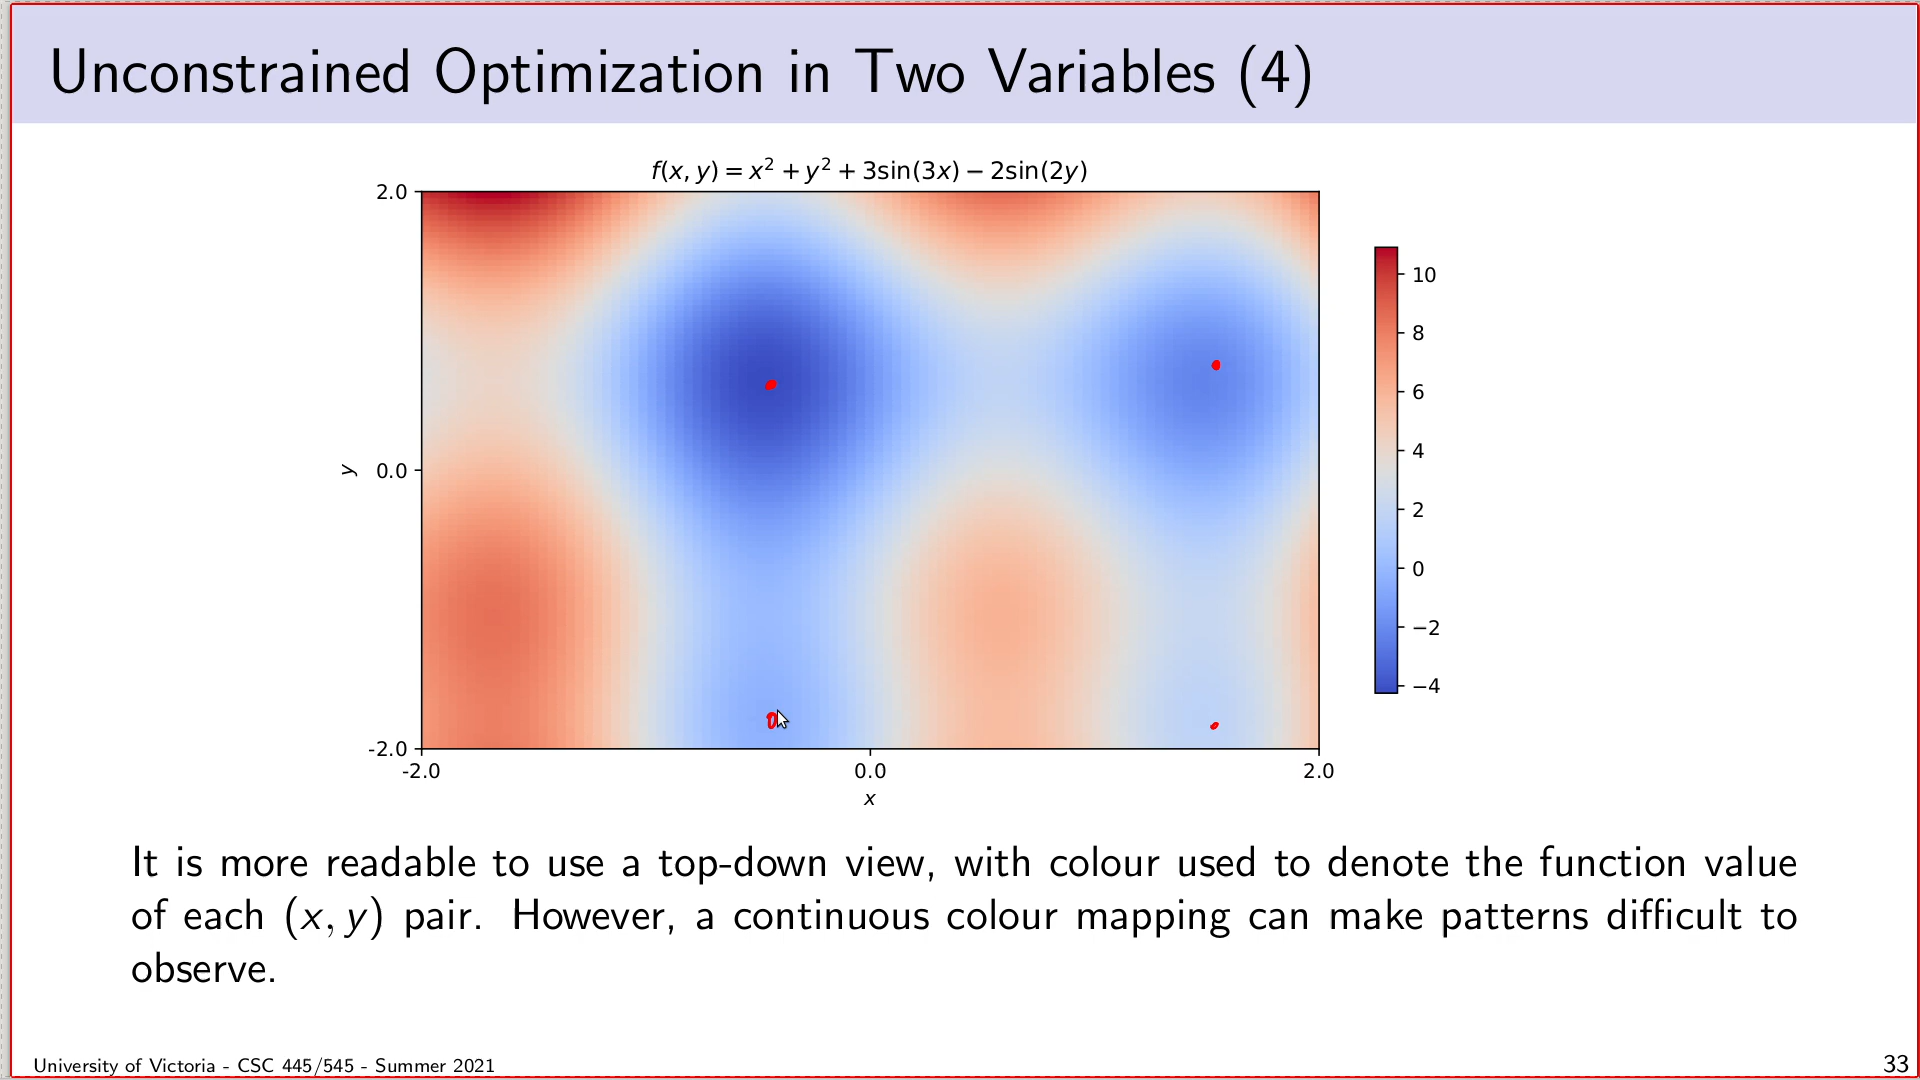 Unconstrained Optimization in Two Variables (4)
f(x, y) = x² + y² + 3sin(3x) − 2sin(2y)
2.0
0.0
-2.0
y
-2.0
0.0
2.0
x
10
8
6
4
2
0
−2
−4
It is more readable to use a top-down view, with colour used to denote the function value
of each (x, y) pair. However, a continuous colour mapping can make patterns difficult to
observe.
University of Victoria - CSC 445/545 - Summer 2021
33